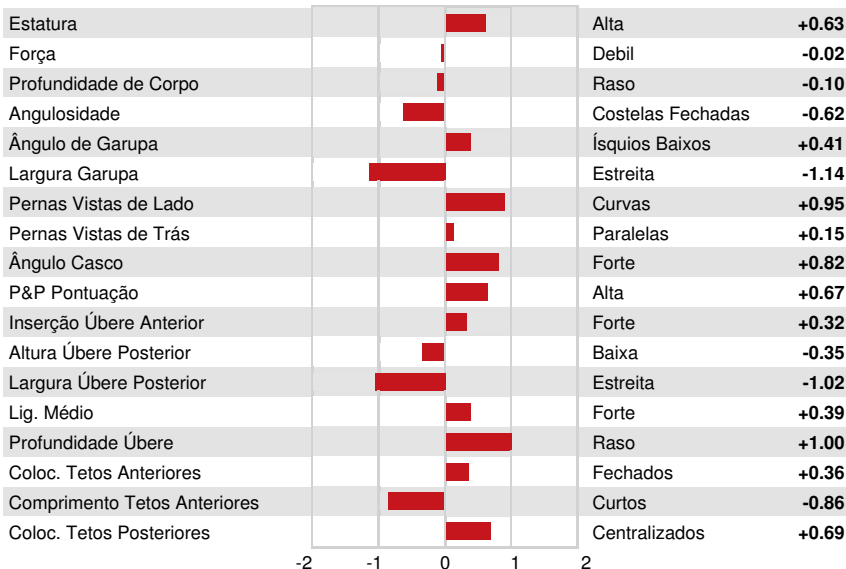 Estatura Alta +0.63
Força Debil -0.02
Profundidade de Corpo Raso -0.10
Angulosidade Costelas Fechadas -0.62
Ângulo de Garupa Ísquios Baixos +0.41
Largura Garupa Estreita -1.14
Pernas Vistas de Lado Curvas +0.95
Pernas Vistas de Trás Paralelas +0.15
Ângulo Casco Forte +0.82
P&P Pontuação Alta +0.67
Inserção Úbere Anterior Forte +0.32
Altura Úbere Posterior Baixa -0.35
Largura Úbere Posterior Estreita -1.02
Lig. Médio Forte +0.39
Profundidade Úbere Raso +1.00
Coloc. Tetos Anteriores Fechados +0.36
Comprimento Tetos Anteriores Curtos -0.86
Coloc. Tetos Posteriores Centralizados +0.69
-2 -1 0 1 2